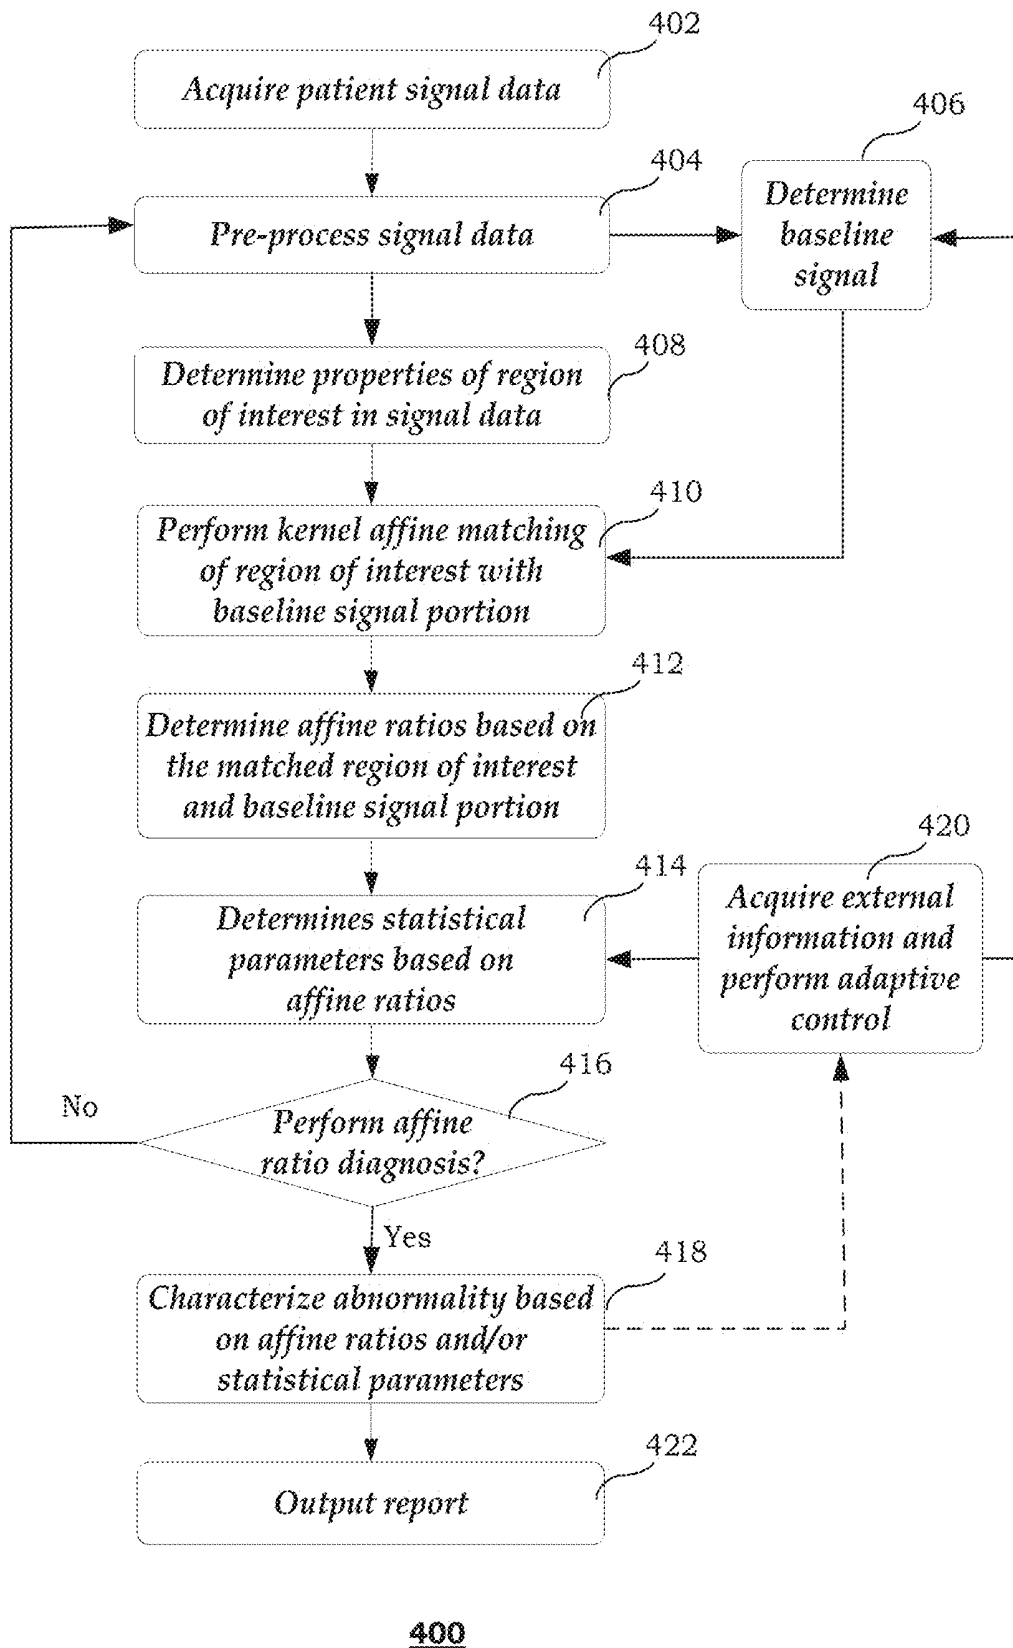 402
Acquire patient signal data
406
404
Determine
baseline
signal
Pre-process signal data
408
Determine properties of region
of interest in signal data
410
Perform kernel affine matching
of region of interest with
baseline signal portion
412
Determine affine ratios based on
the matched region of interest
and baseline signal portion
420
414
Acquire external
information and
perform adaptive
control
Determines statistical
parameters based on
affine ratios
416
No
Perform affine
ratio diagnosis?
Yes
418
Characterize abnormality based
on affine ratios and/or
statistical parameters
422
Output report
400